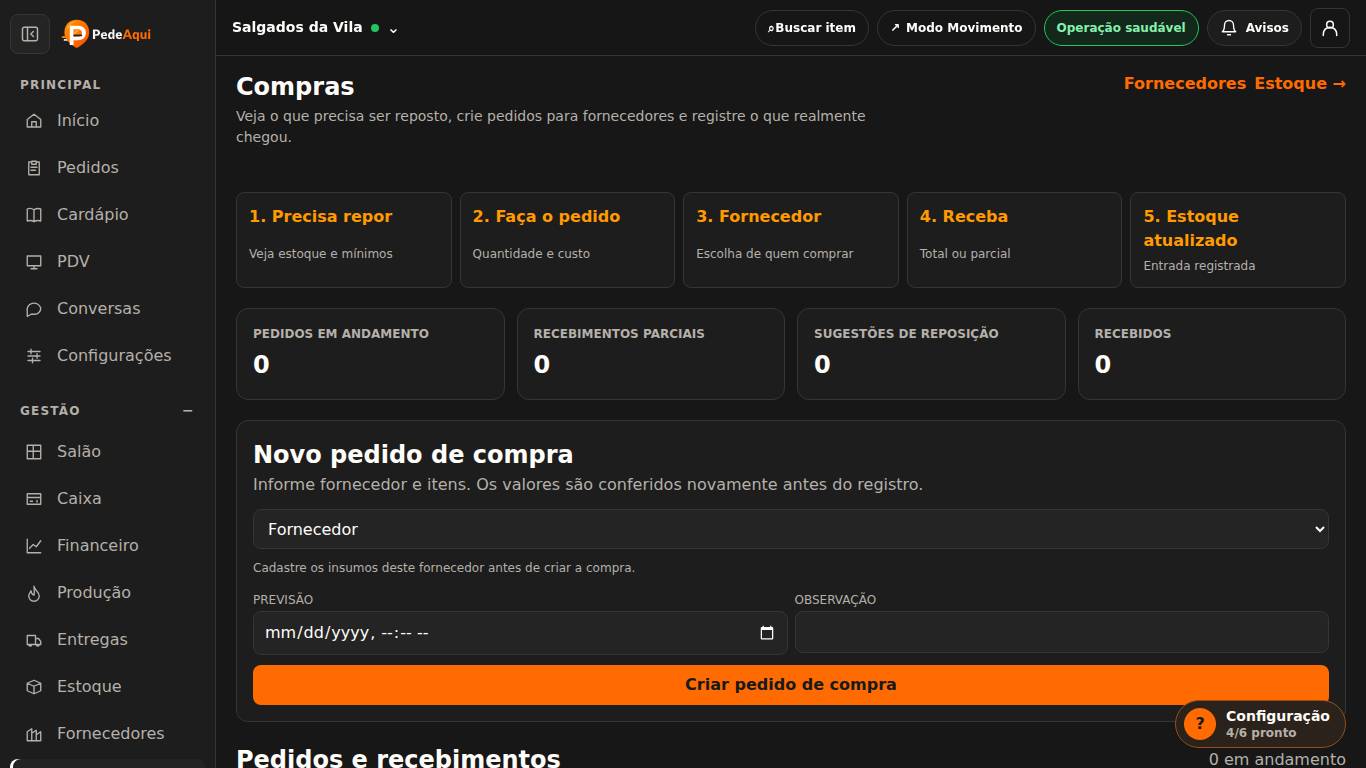 PedeAqui
Salgados da Vila
Buscar item
↗ Modo Movimento
Operação saudável
Avisos
PRINCIPAL
Início
Pedidos
Cardápio
PDV
Conversas
Configurações
GESTÃO −
Salão
Caixa
Financeiro
Produção
Entregas
Estoque
Fornecedores
Compras
Fornecedores Estoque →
Veja o que precisa ser reposto, crie pedidos para fornecedores e registre o que realmente
chegou.
1. Precisa repor
Veja estoque e mínimos
2. Faça o pedido
Quantidade e custo
3. Fornecedor
Escolha de quem comprar
4. Receba
Total ou parcial
5. Estoque
atualizado
Entrada registrada
PEDIDOS EM ANDAMENTO
0
RECEBIMENTOS PARCIAIS
0
SUGESTÕES DE REPOSIÇÃO
0
RECEBIDOS
0
Novo pedido de compra
Informe fornecedor e itens. Os valores são conferidos novamente antes do registro.
Fornecedor
Cadastre os insumos deste fornecedor antes de criar a compra.
PREVISÃO
mm/dd/yyyy, --:-- --
OBSERVAÇÃO
Criar pedido de compra
? Configuração
4/6 pronto
Pedidos e recebimentos
0 em andamento